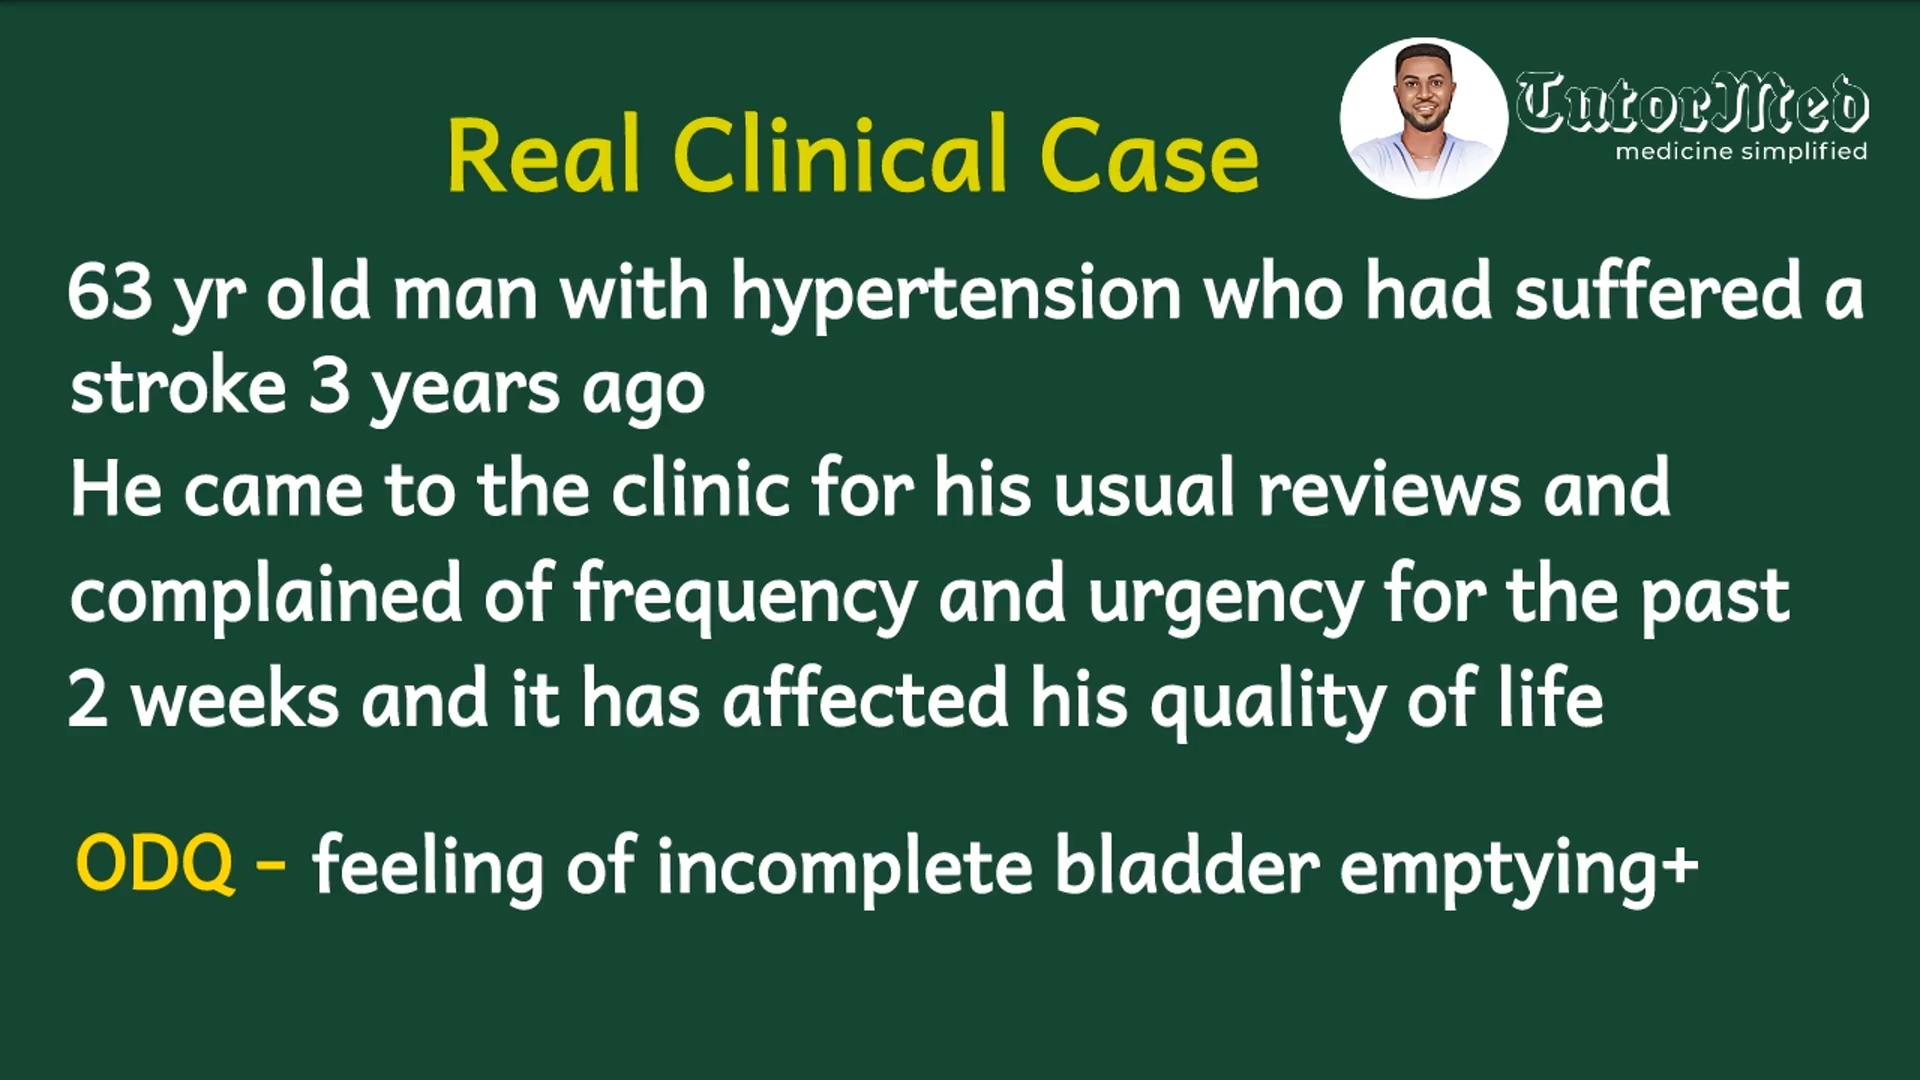 TutorMed
medicine simplified
Real Clinical Case
63 yr old man with hypertension who had suffered a
stroke 3 years ago
He came to the clinic for his usual reviews and
complained of frequency and urgency for the past
2 weeks and it has affected his quality of life
ODQ - feeling of incomplete bladder emptying+